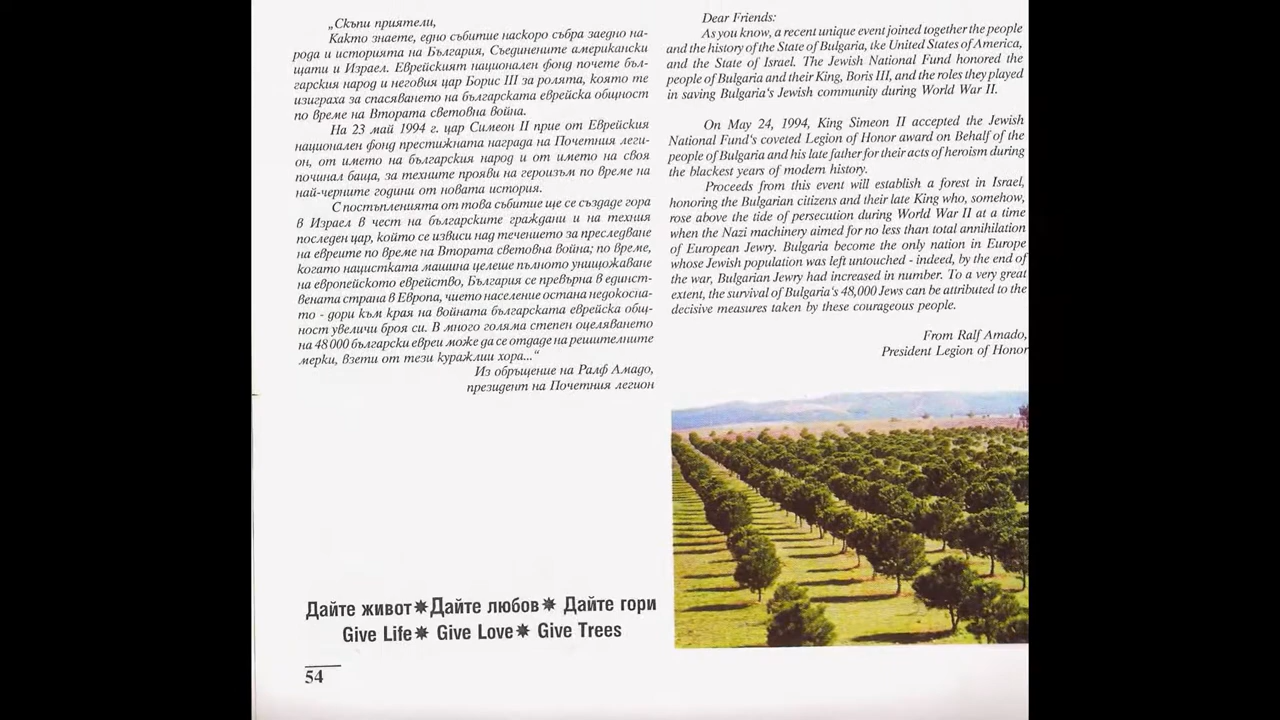 „Скъпи приятели,
Както знаете, едно събитие наскоро събра заедно на-
рода и историята на България, Съединените американски
щати и Израел. Еврейският национален фонд почете бъл-
гарския народ и неговия цар Борис III за ролята, която те
изиграха за спасяването на българската еврейска общност
по време на Втората световна война.
На 23 май 1994 г. цар Симеон II прие от Еврейския
национален фонд престижната награда на Почетния леги-
он, от името на българския народ и от името на своя
починал баща, за техните прояви на героизъм по време на
най-черните години от новата история.
С постъпленията от това събитие ще се създаде гора
в Израел в чест на българските граждани и на техния
последен цар, който се извиси над течението за преследване
на евреите по време на Втората световна война; по време,
когато нацистката машина целеше пълното унищожаване
на европейското еврейство, България се превърна в единст-
вената страна в Европа, чието население остана недокосна-
то - дори към края на войната българската еврейска общ-
ност увеличи броя си. В много голяма степен оцеляването
на 48 000 български евреи може да се отдаде на решителните
мерки, взети от тези куражлии хора...“
Из обръщение на Ралф Амадо,
президент на Почетния легион
Dear Friends:
As you know, a recent unique event joined together the people
and the history of the State of Bulgaria, tke United States of America,
and the State of Israel. The Jewish National Fund honored the
people of Bulgaria and their King, Boris III, and the roles they played
in saving Bulgaria's Jewish community during World War II.
On May 24, 1994, King Simeon II accepted the Jewish
National Fund's coveted Legion of Honor award on Behalf of the
people of Bulgaria and his late father for their acts of heroism during
the blackest years of modern history.
Proceeds from this event will establish a forest in Israel,
honoring the Bulgarian citizens and their late King who, somehow,
rose above the tide of persecution during World War II at a time
when the Nazi machinery aimed for no less than total annihilation
of European Jewry. Bulgaria become the only nation in Europe
whose Jewish population was left untouched - indeed, by the end of
the war, Bulgarian Jewry had increased in number. To a very great
extent, the survival of Bulgaria's 48,000 Jews can be attributed to the
decisive measures taken by these courageous people.
From Ralf Amado,
President Legion of Honor
Дайте живот✷Дайте любов✷ Дайте гори
Give Life✷ Give Love✷ Give Trees
54